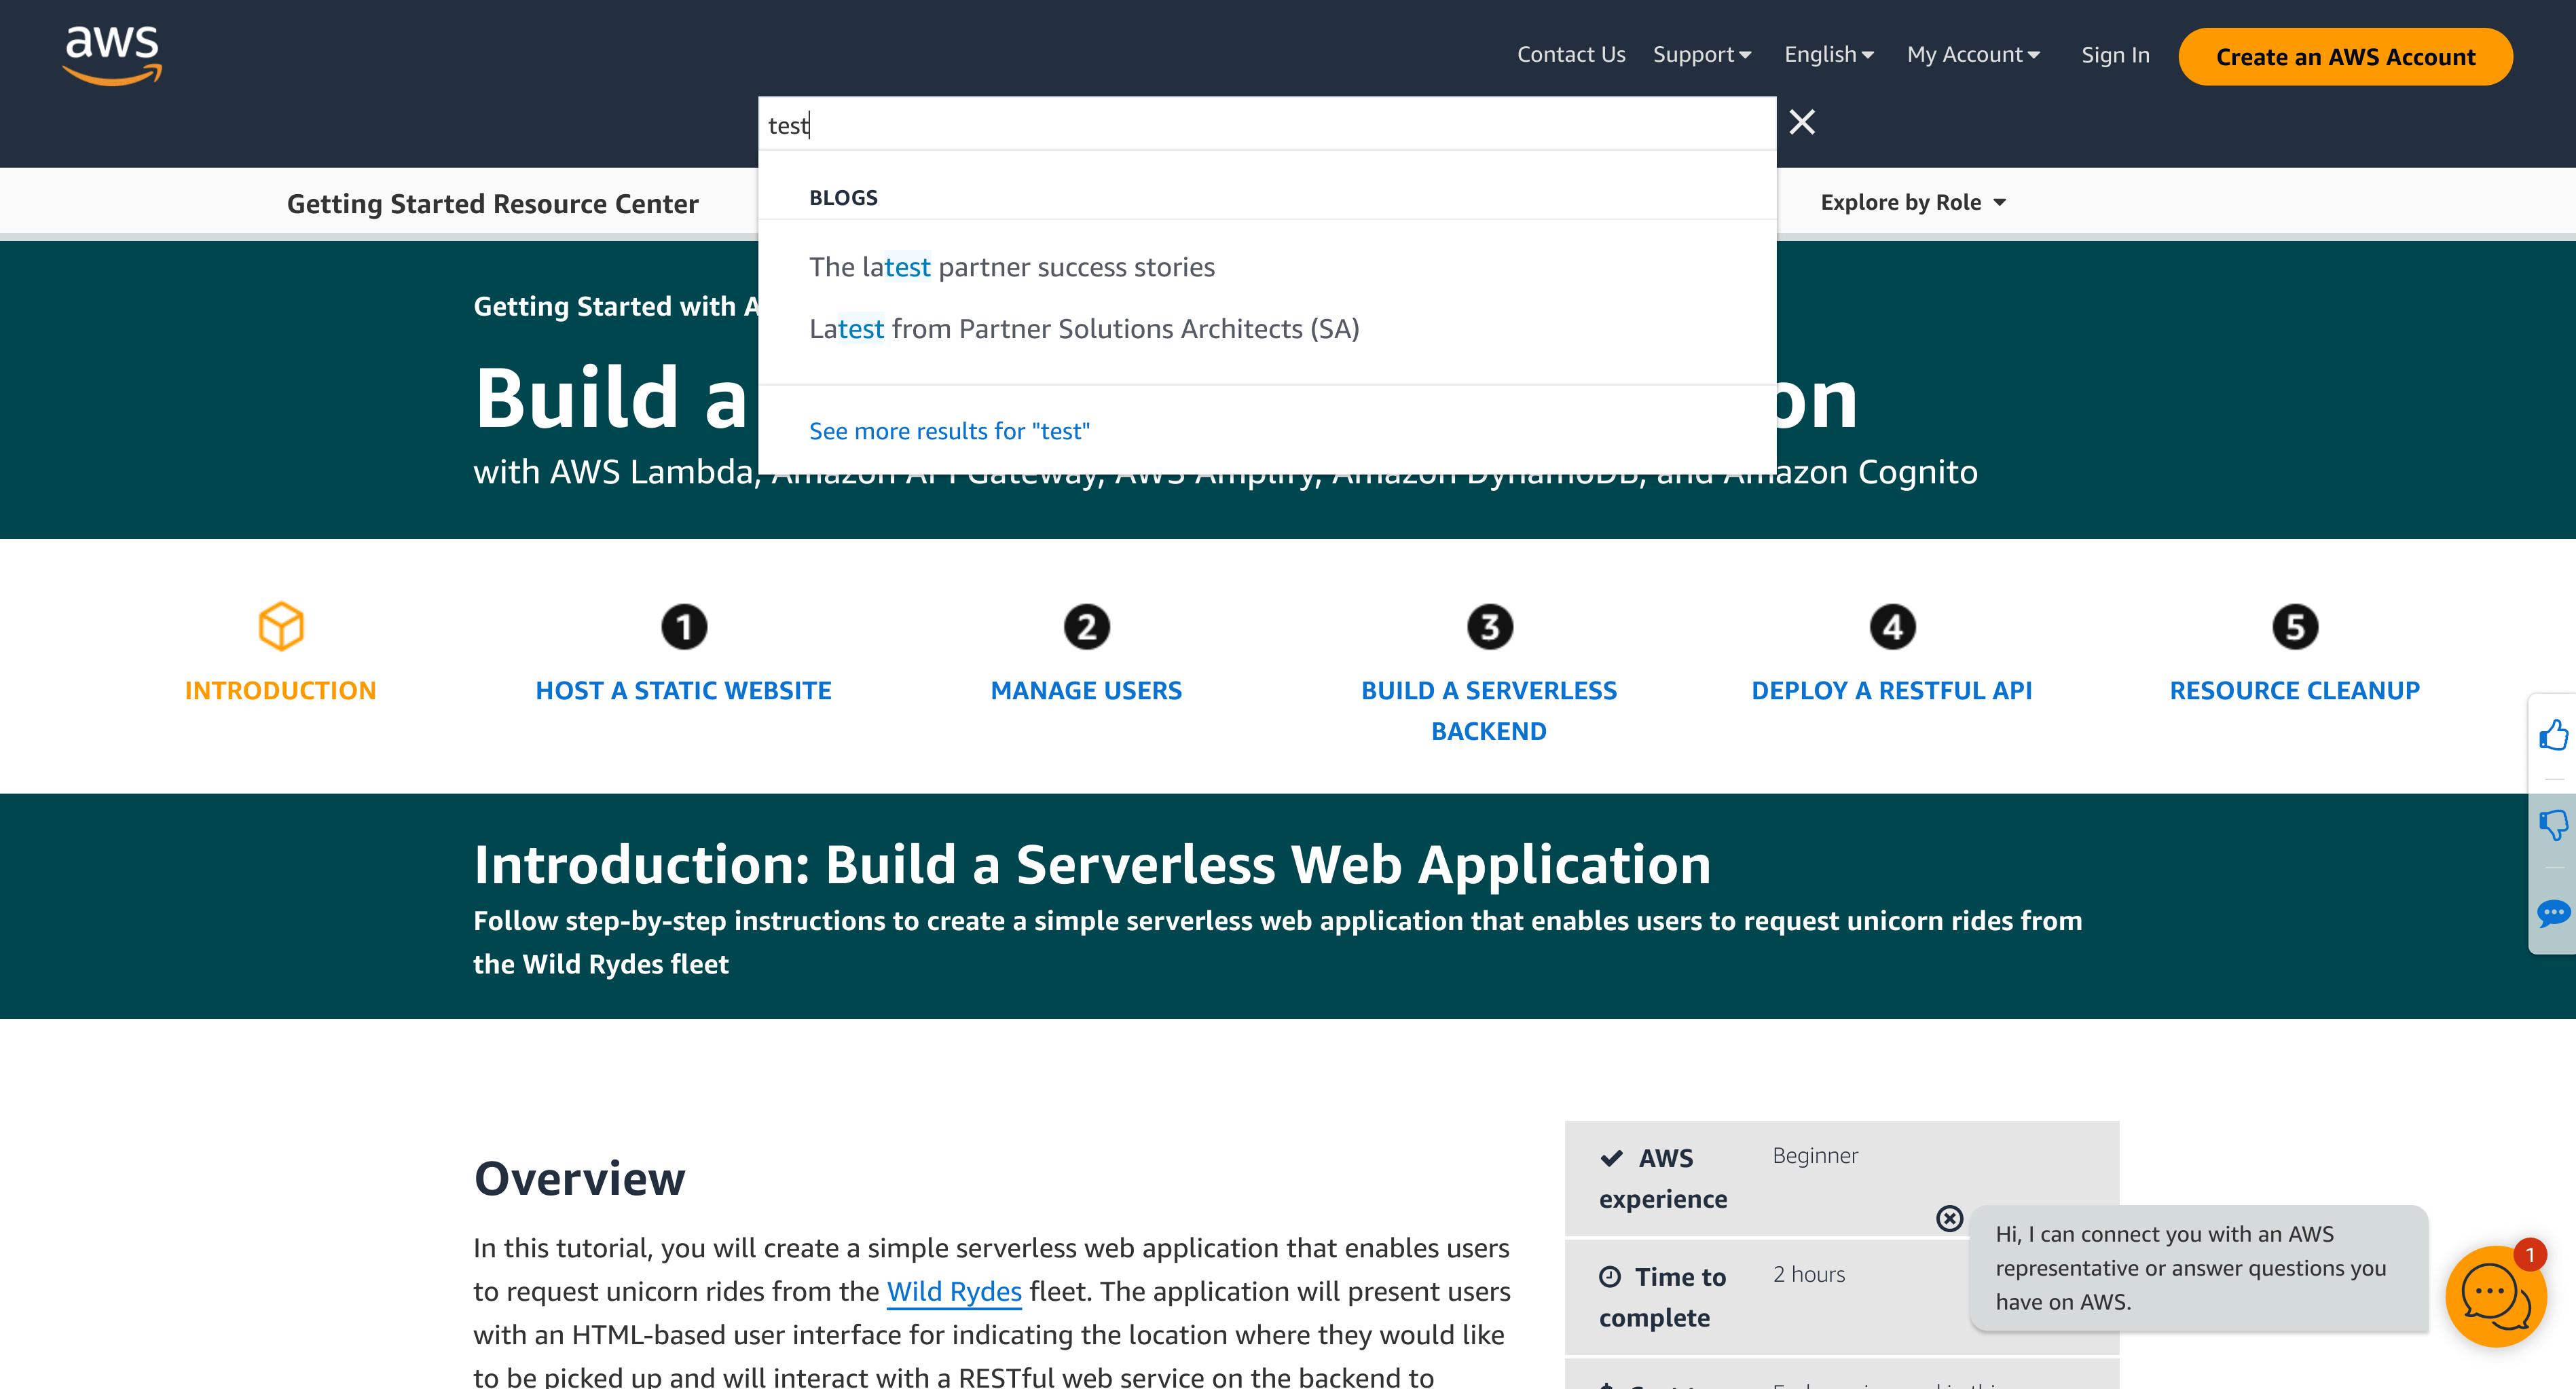 aws
Contact Us
Support
English
My Account
Sign In
Create an AWS Account
test
Getting Started Resource Center
Explore by Role
BLOGS
The latest partner success stories
Latest from Partner Solutions Architects (SA)
See more results for "test"
Getting Started with A
Build a
on
with AWS Lambda, Amazon API Gateway, AWS Amplify, Amazon DynamoDB, and Amazon Cognito
1
2
3
4
5
INTRODUCTION
HOST A STATIC WEBSITE
MANAGE USERS
BUILD A SERVERLESS
BACKEND
DEPLOY A RESTFUL API
RESOURCE CLEANUP
Introduction: Build a Serverless Web Application
Follow step-by-step instructions to create a simple serverless web application that enables users to request unicorn rides from
the Wild Rydes fleet
Overview
In this tutorial, you will create a simple serverless web application that enables users
to request unicorn rides from the Wild Rydes fleet. The application will present users
with an HTML-based user interface for indicating the location where they would like
to be picked up and will interact with a RESTful web service on the backend to
AWS
experience
Beginner
Time to
complete
2 hours
Hi, I can connect you with an AWS
representative or answer questions you
have on AWS.
1